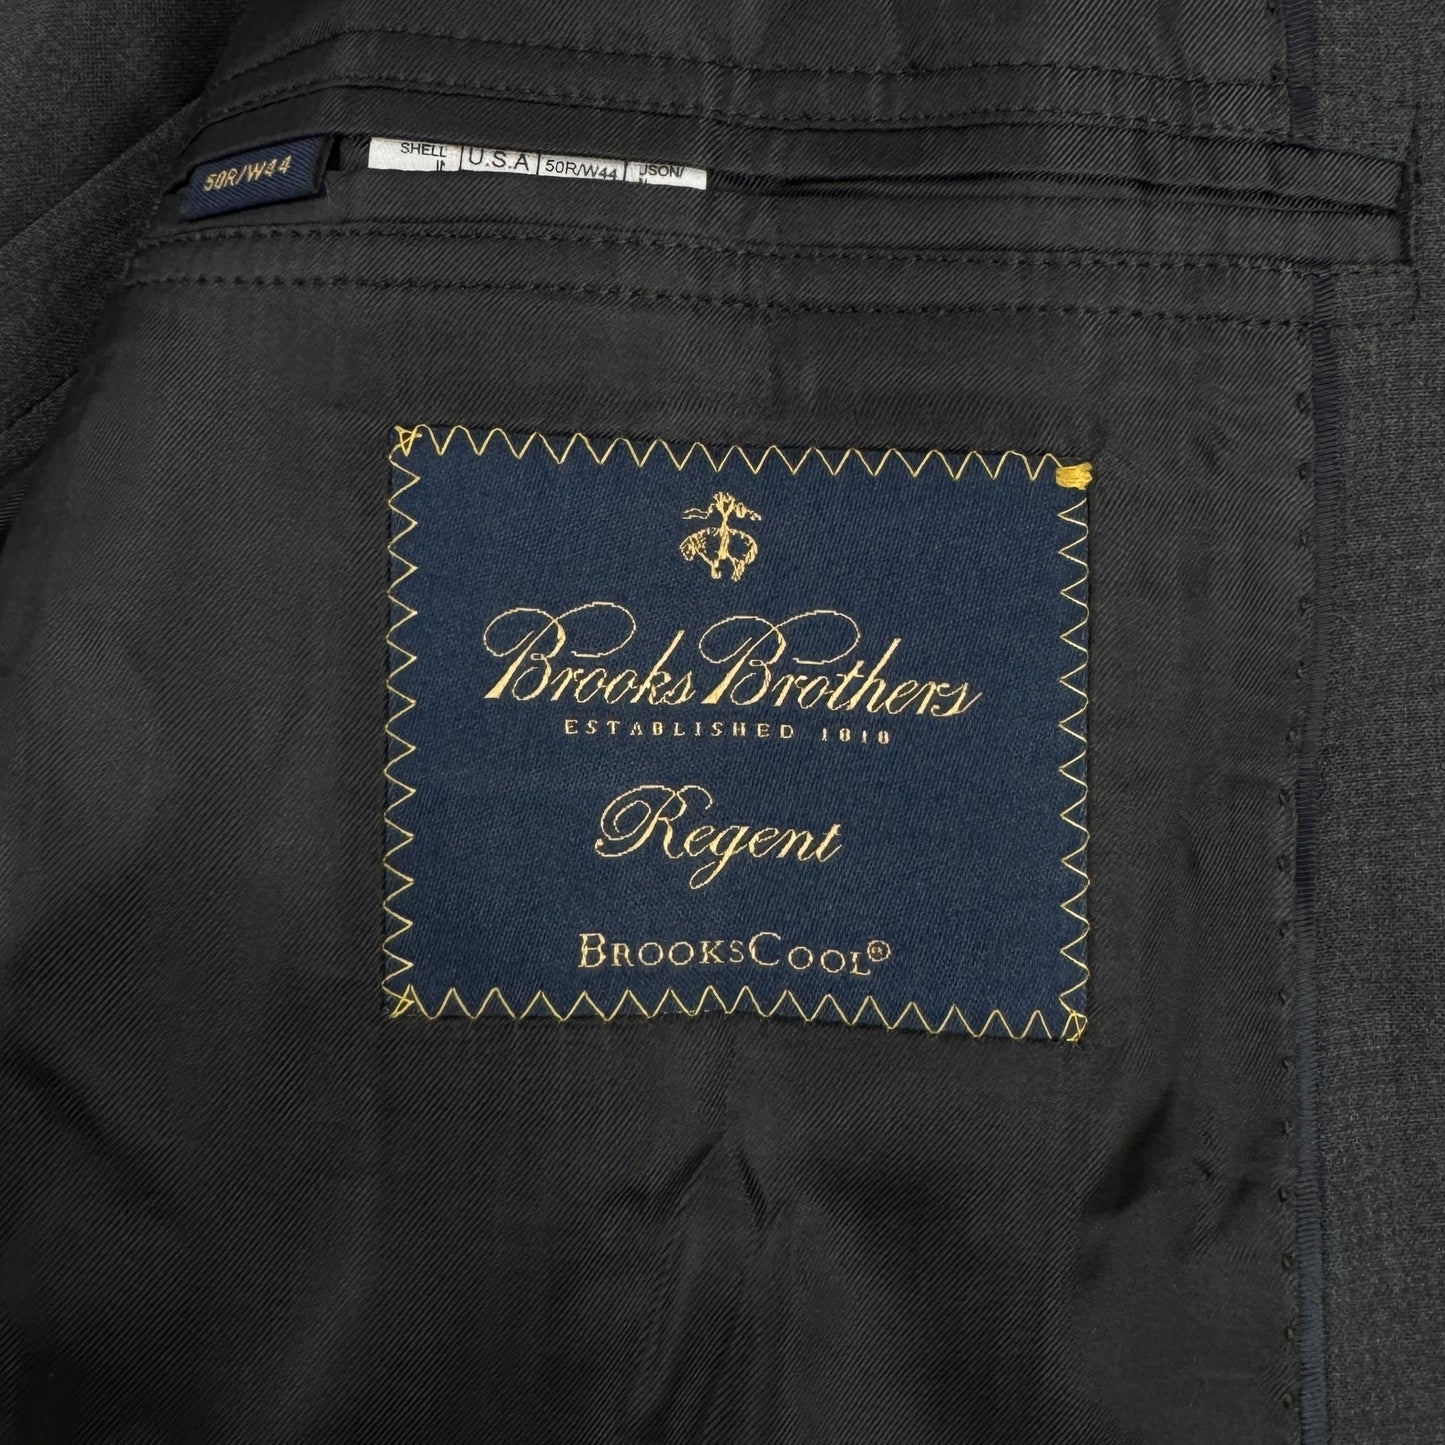 50R/W44
SHELL
U.S.A
50R/W44
Brooks Brothers
ESTABLISHED 1818
Regent
BROOKSCOOL®